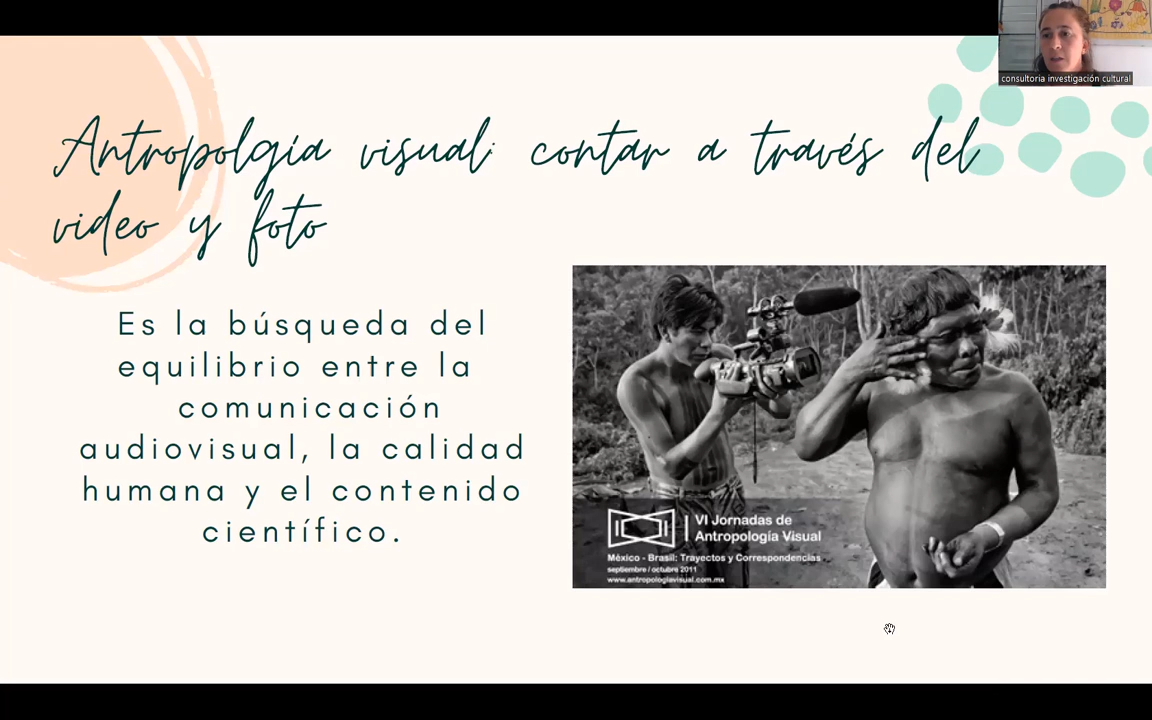 consultoria investigación cultural
Antropolgía visual: contar a través del
video y foto
Es la búsqueda del
equilibrio entre la
comunicación
audiovisual, la calidad
humana y el contenido
científico.
VI Jornadas de
Antropología Visual
México - Brasil: Trayectos y Correspondencias
septiembre / octubre 2011
www.antropologiavisual.com.mx